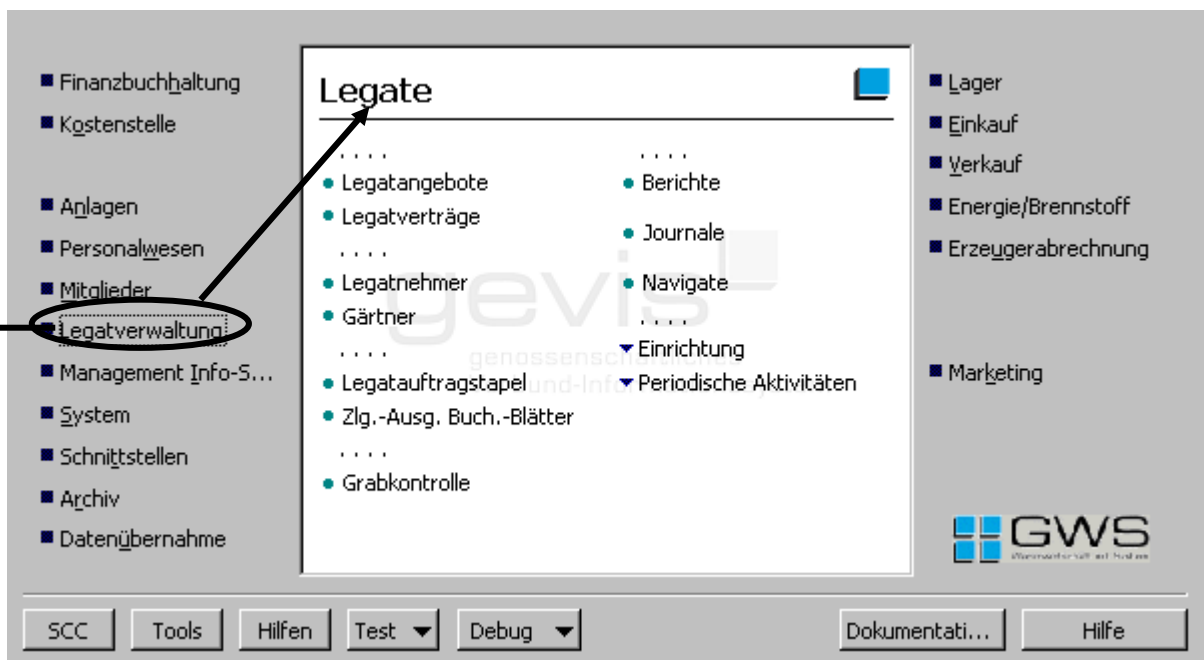 Finanzbuchhaltung
Kostenstelle
Anlagen
Personalwesen
Mitglieder
Legatverwaltung
Management Info-S...
System
Schnittstellen
Archiv
Datenübernahme
Legate
. . . .
Legatangebote
Legatverträge
. . . .
Legatnehmer
Gärtner
. . . .
Legatauftragstapel
Zlg.-Ausg. Buch.-Blätter
. . . .
Grabkontrolle
. . . .
Berichte
Journale
Navigate
. . . .
Einrichtung
Periodische Aktivitäten
gevis
Lager
Einkauf
Verkauf
Energie/Brennstoff
Erzeugerabrechnung
Marketing
GWS
SCC Tools Hilfen Test Debug Dokumentati... Hilfe